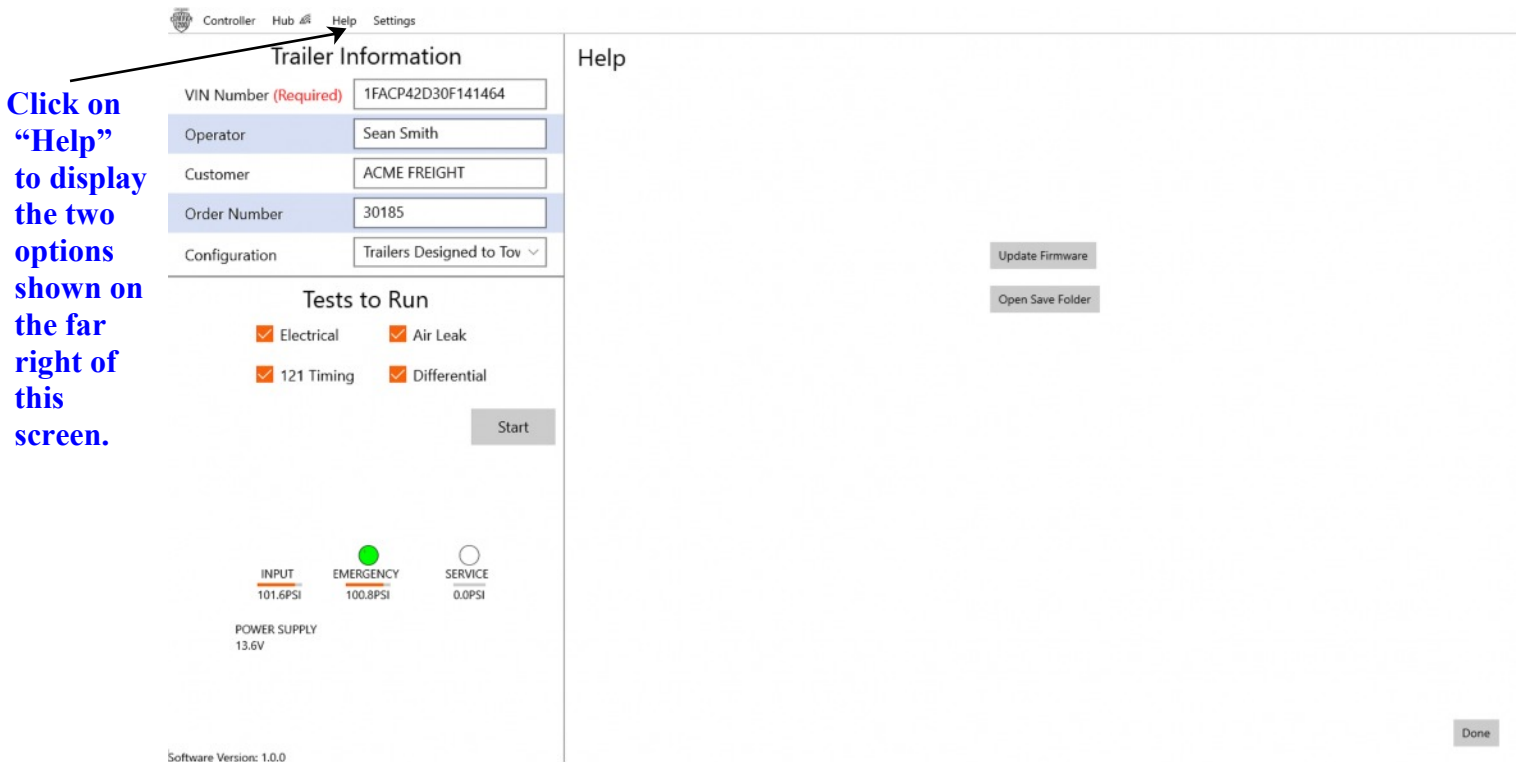 Controller Hub Help Settings
Click on
“Help”
to display
the two
options
shown on
the far
right of
this
screen.
Trailer Information
VIN Number (Required) 1FACP42D30F141464
Operator Sean Smith
Customer ACME FREIGHT
Order Number 30185
Configuration Trailers Designed to Tow
Tests to Run
Electrical Air Leak
121 Timing Differential
Start
INPUT EMERGENCY SERVICE
101.6PSI 100.8PSI 0.0PSI
POWER SUPPLY
13.6V
Software Version: 1.0.0
Help
Update Firmware
Open Save Folder
Done